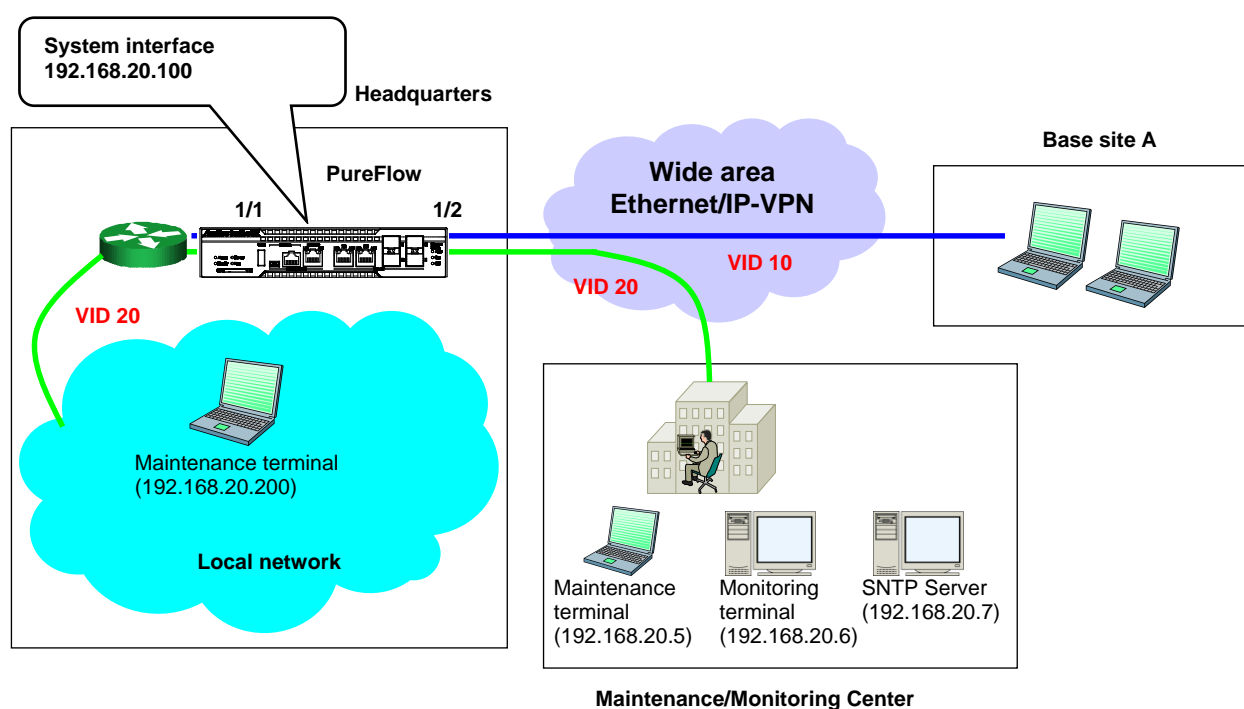 System interface
192.168.20.100
Headquarters
PureFlow
1/1
1/2
Wide area
Ethernet/IP-VPN
Base site A
VID 10
VID 20
VID 20
Maintenance terminal
(192.168.20.200)
Local network
Maintenance
terminal
(192.168.20.5)
Monitoring
terminal
(192.168.20.6)
SNTP Server
(192.168.20.7)
Maintenance/Monitoring Center